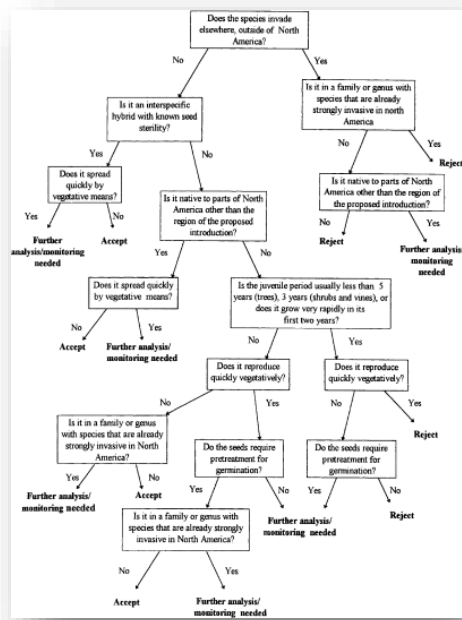 Does the species invade
elsewhere, outside of North
America?
No
Yes
Is it an interspecific
hybrid with known seed
sterility?
Is it in a family or genus with
species that are already
strongly invasive in north
America
Yes
No
No
Yes
Reject
Does it spread
quickly by
vegetative means?
Is it native to parts of North
America other than the
region of the proposed
introduction?
Is it native to parts of North
America other than the region of
the proposed introduction?
Yes
No
Further
analysis/monitoring
needed
Accept
No
Yes
Reject
Further analysis/
monitoring
needed
Yes
No
Does it spread quickly
by vegetative means?
Is the juvenile period usually less than 5
years (trees), 3 years (shrubs and vines), or
does it grow very rapidly in its
first two years?
No
Yes
Accept
Further analysis/
monitoring needed
No
Yes
Does it reproduce
quickly vegetatively?
Does it reproduce
quickly vegetatively?
No
Yes
No
Yes
Reject
Is it in a family or genus
with species that are already
strongly invasive in North
America?
Do the seeds require
pretreatment for
germination?
Do the seeds require
pretreatment for
germination?
Yes
No
Further analysis/
monitoring needed
Accept
Yes
No
Further analysis/
monitoring needed
Yes
No
Reject
Is it in a family or genus with
species that are already strongly
invasive in North America?
No
Yes
Accept
Further analysis/
monitoring needed